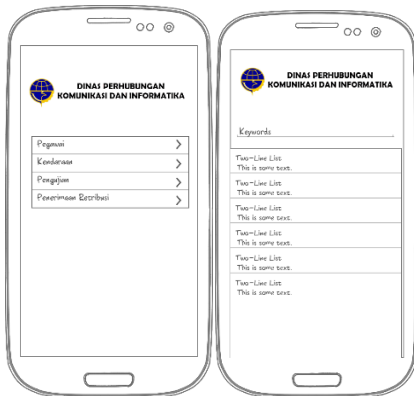 DINAS PERHUBUNGAN
KOMUNIKASI DAN INFORMATIKA
Pegawai
Kendaraan
Pengujian
Penerimaan Retribusi
DINAS PERHUBUNGAN
KOMUNIKASI DAN INFORMATIKA
Keywords
Two-Line List
This is some text.
Two-Line List
This is some text.
Two-Line List
This is some text.
Two-Line List
This is some text.
Two-Line List
This is some text.
Two-Line List
This is some text.